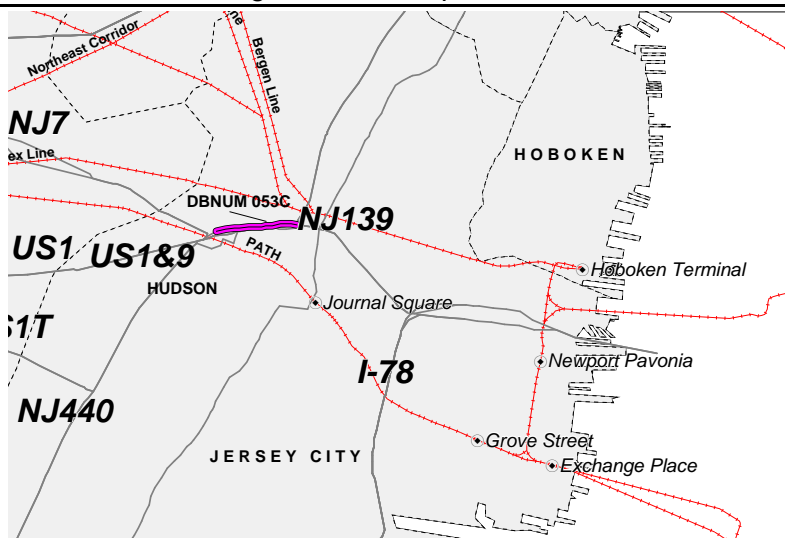 Northeast Corridor
Line
Bergen Line
NJ7
ex Line
HOBOKEN
DBNUM 053C
NJ139
US1
US1&9
PATH
HUDSON
Hoboken Terminal
Journal Square
S1T
I-78
Newport Pavonia
NJ440
JERSEY CITY
Grove Street
Exchange Place